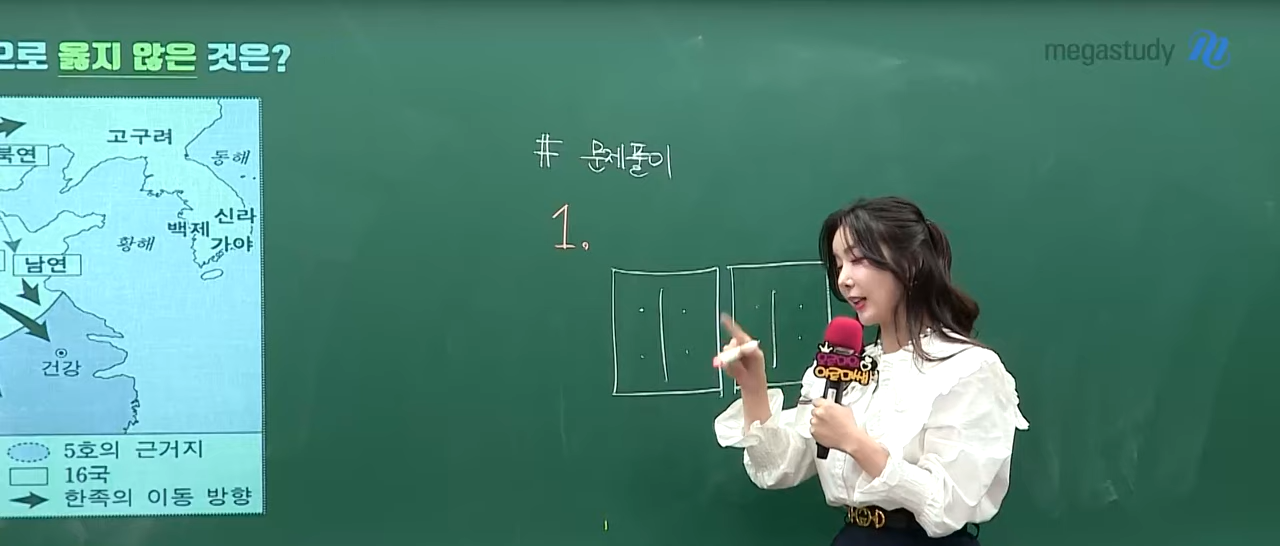 으로 옳지 않은 것은?
megastudy
고구려
북연
동해
신라
백제
가야
황해
남연
건강
5호의 근거지
16국
한족의 이동 방향
# 문제풀이
1.